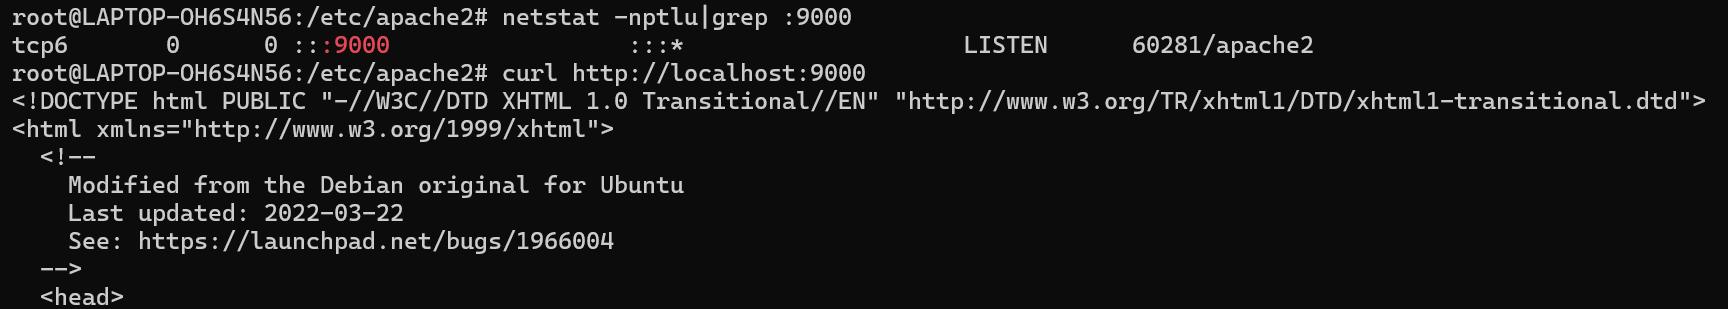 root@LAPTOP-OH6S4N56:/etc/apache2# netstat -nptlu|grep :9000
tcp6       0      0 :::9000                 :::*                    LISTEN      60281/apache2
root@LAPTOP-OH6S4N56:/etc/apache2# curl http://localhost:9000
<!DOCTYPE html PUBLIC "-//W3C//DTD XHTML 1.0 Transitional//EN" "http://www.w3.org/TR/xhtml1/DTD/xhtml1-transitional.dtd">
<html xmlns="http://www.w3.org/1999/xhtml">
  <!--
    Modified from the Debian original for Ubuntu
    Last updated: 2022-03-22
    See: https://launchpad.net/bugs/1966004
  -->
  <head>